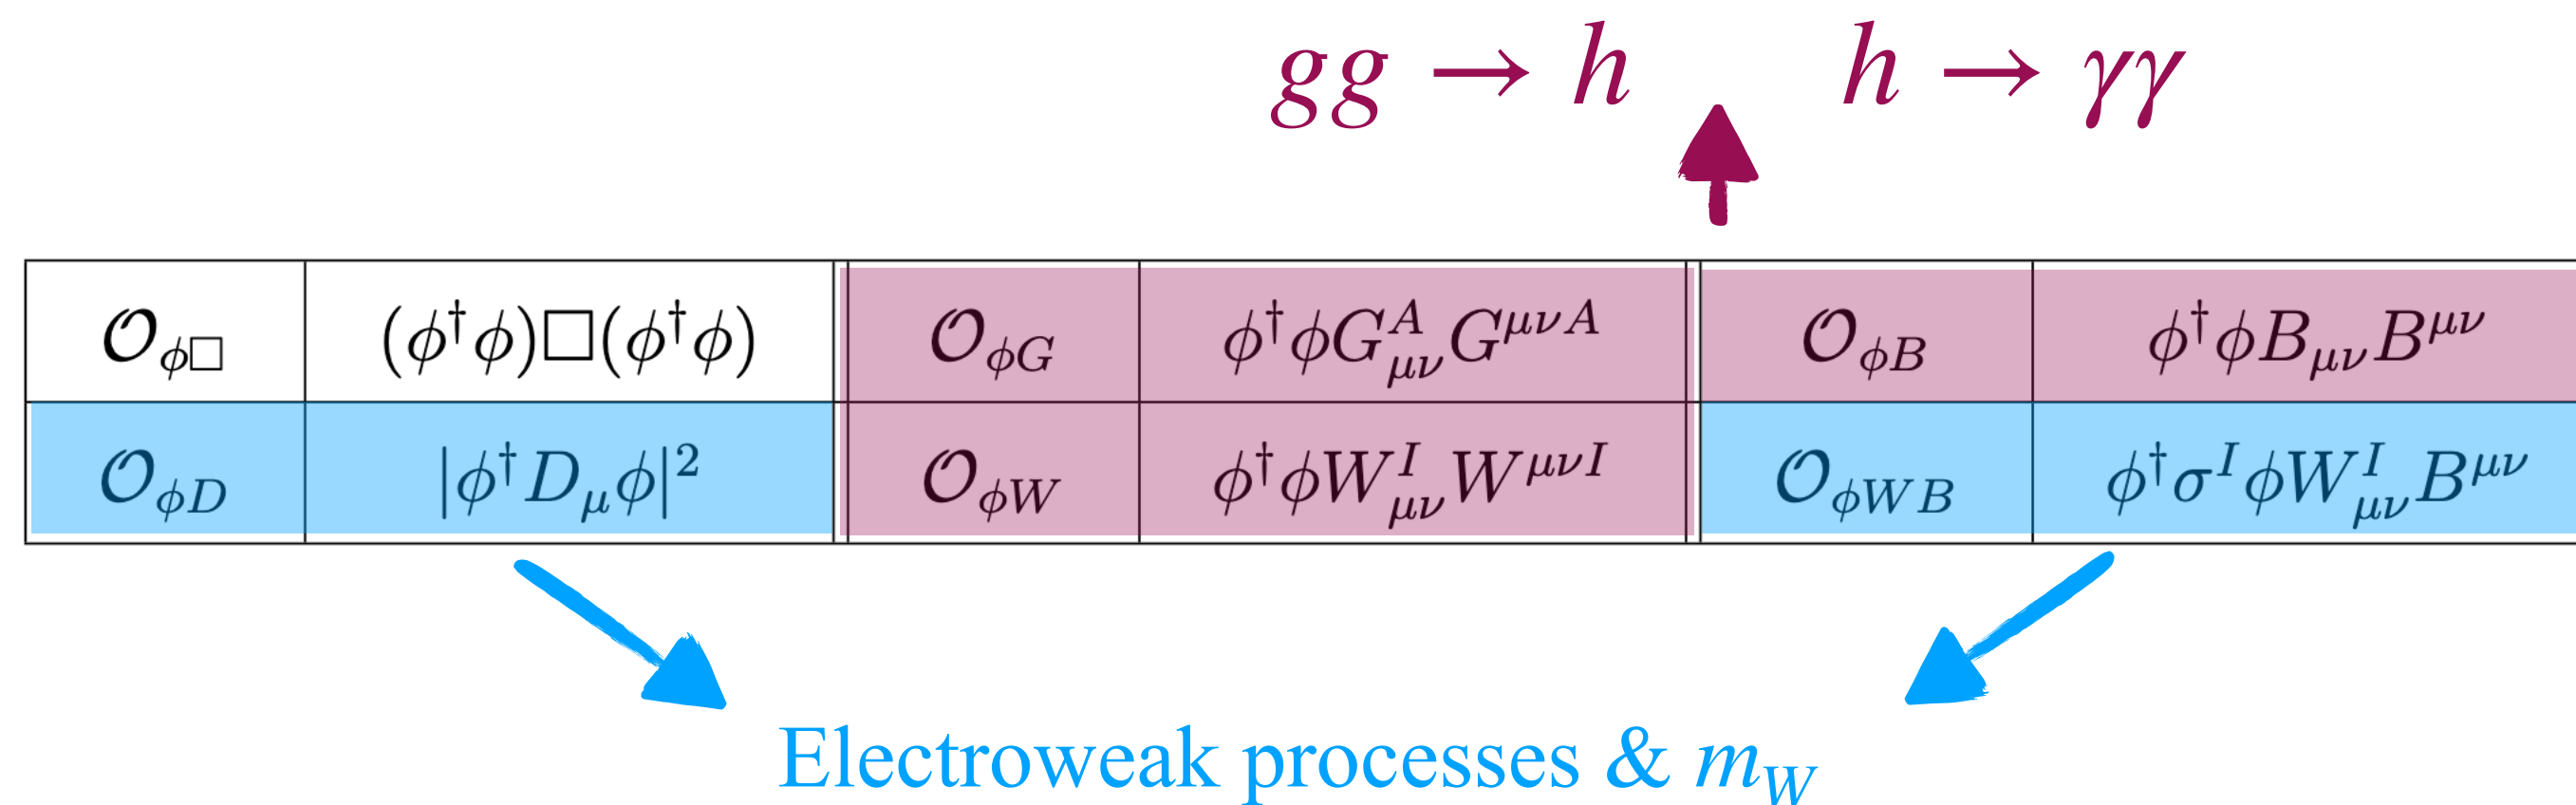 gg → h h → γγ
𝒪_{ϕ□} (ϕ†ϕ)□(ϕ†ϕ) 𝒪_{ϕG} ϕ†ϕG^A_{μν}G^{μνA} 𝒪_{ϕB} ϕ†ϕB_{μν}B^{μν}
𝒪_{ϕD} |ϕ†D_μϕ|² 𝒪_{ϕW} ϕ†ϕW^I_{μν}W^{μνI} 𝒪_{ϕWB} ϕ†σ^IϕW^I_{μν}B^{μν}
Electroweak processes & m_W